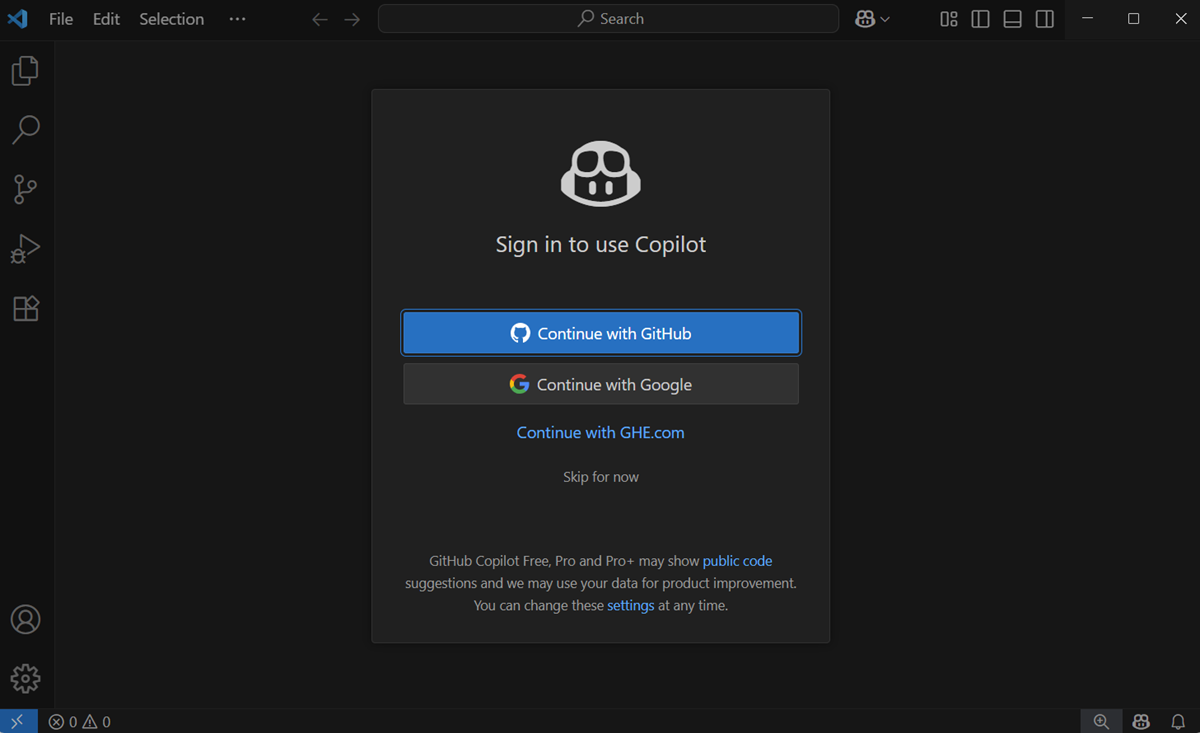 File Edit Selection ··· Search
Sign in to use Copilot
Continue with GitHub
Continue with Google
Continue with GHE.com
Skip for now
GitHub Copilot Free, Pro and Pro+ may show public code
suggestions and we may use your data for product improvement.
You can change these settings at any time.
0 0